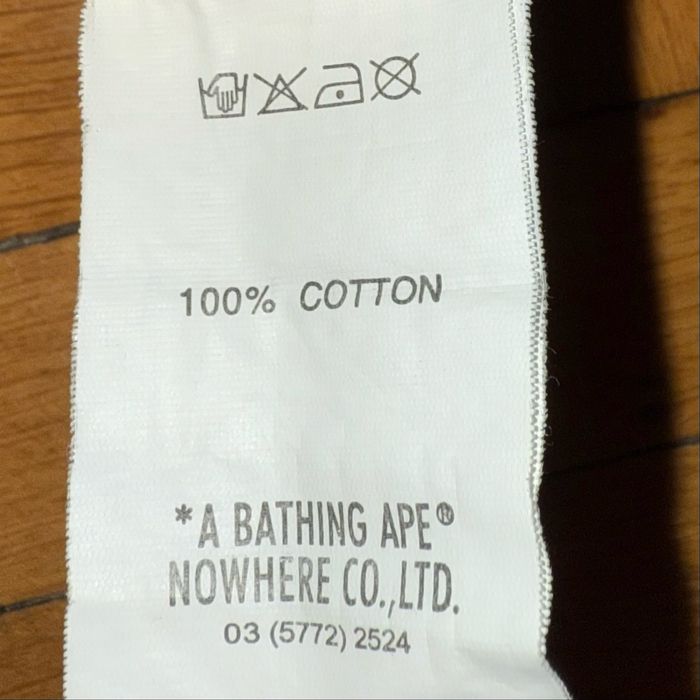 100% COTTON
*A BATHING APE®
NOWHERE CO.,LTD.
03 (5772) 2524